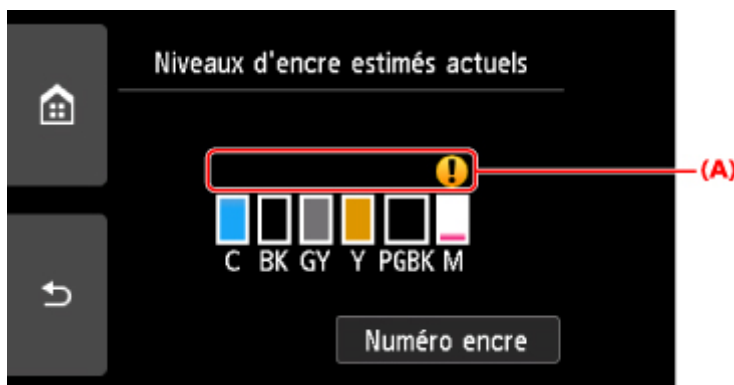 Niveaux d'encre estimés actuels
(A)
C BK GY Y PGBK M
Numéro encre